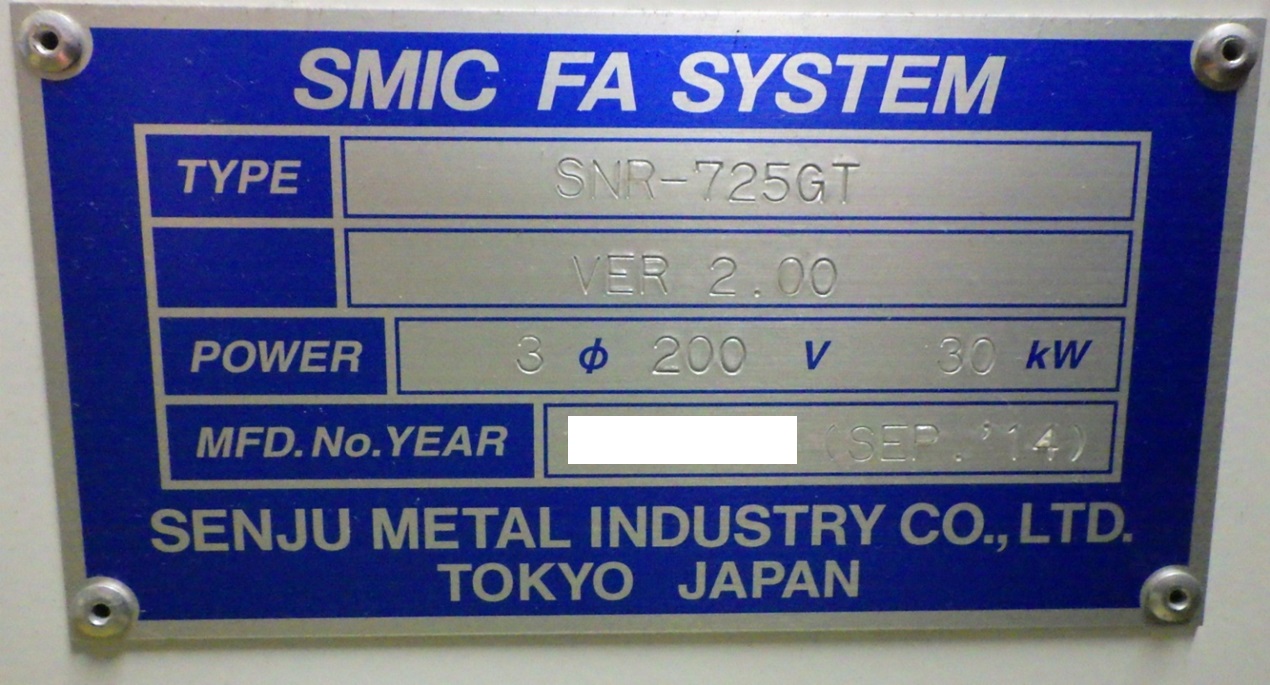 SMIC FA SYSTEM
TYPE SNR-725GT
VER 2.00
POWER 3 ϕ 200 V 30 kW
MFD. No. YEAR (SEP. '14)
SENJU METAL INDUSTRY CO., LTD.
TOKYO JAPAN